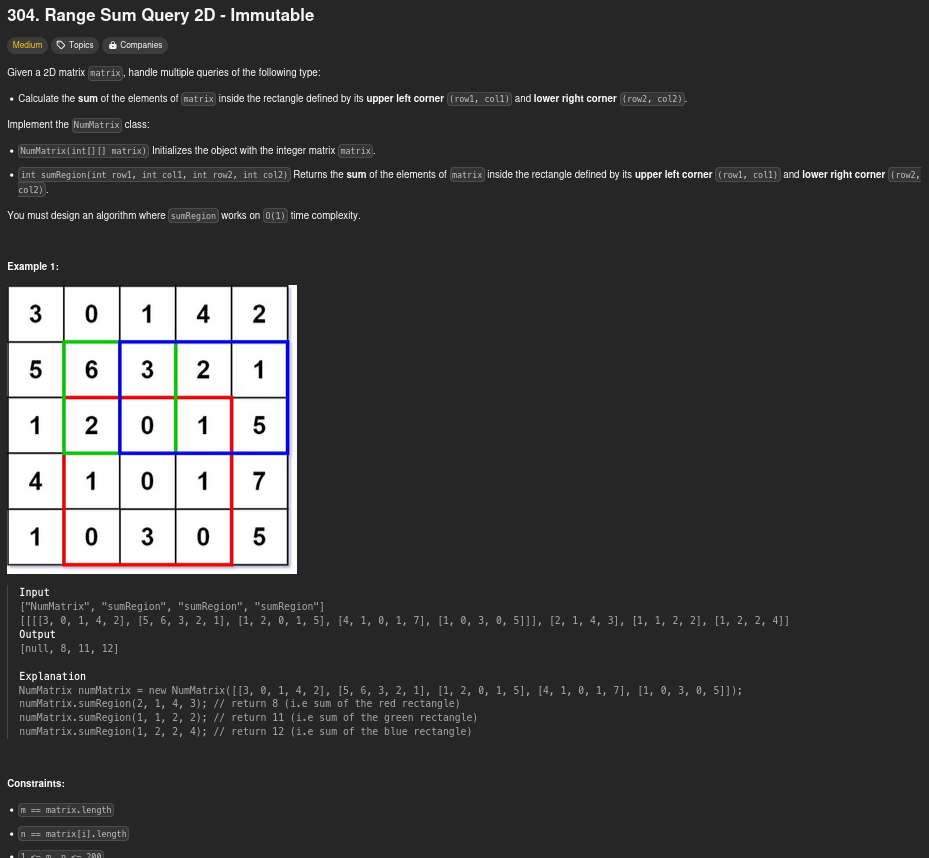 304. Range Sum Query 2D - Immutable
Medium Topics Companies
Given a 2D matrix matrix, handle multiple queries of the following type:
• Calculate the sum of the elements of matrix inside the rectangle defined by its upper left corner (row1, col1) and lower right corner (row2, col2).
Implement the NumMatrix class:
• NumMatrix(int[][] matrix) Initializes the object with the integer matrix matrix.
• int sumRegion(int row1, int col1, int row2, int col2) Returns the sum of the elements of matrix inside the rectangle defined by its upper left corner (row1, col1) and lower right corner (row2,
col2).
You must design an algorithm where sumRegion works on O(1) time complexity.
Example 1:
3 0 1 4 2
5 6 3 2 1
1 2 0 1 5
4 1 0 1 7
1 0 3 0 5
Input
["NumMatrix", "sumRegion", "sumRegion", "sumRegion"]
[[[[3, 0, 1, 4, 2], [5, 6, 3, 2, 1], [1, 2, 0, 1, 5], [4, 1, 0, 1, 7], [1, 0, 3, 0, 5]]], [2, 1, 4, 3], [1, 1, 2, 2], [1, 2, 2, 4]]
Output
[null, 8, 11, 12]
Explanation
NumMatrix numMatrix = new NumMatrix([[3, 0, 1, 4, 2], [5, 6, 3, 2, 1], [1, 2, 0, 1, 5], [4, 1, 0, 1, 7], [1, 0, 3, 0, 5]]);
numMatrix.sumRegion(2, 1, 4, 3); // return 8 (i.e sum of the red rectangle)
numMatrix.sumRegion(1, 1, 2, 2); // return 11 (i.e sum of the green rectangle)
numMatrix.sumRegion(1, 2, 2, 4); // return 12 (i.e sum of the blue rectangle)
Constraints:
• m == matrix.length
• n == matrix[i].length
• 1 <= m, n <= 200